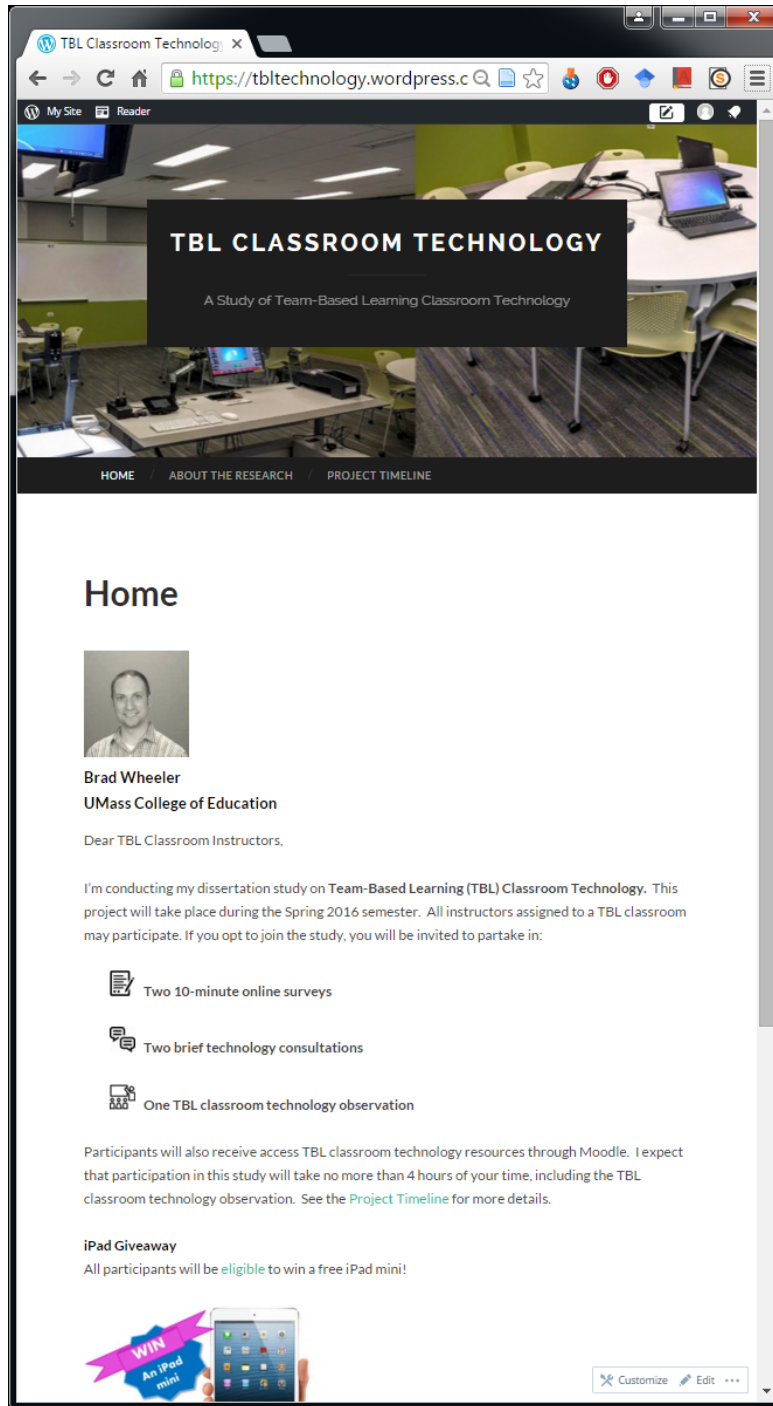 TBL Classroom Technolog
https://tbltechnology.wordpress.c
My Site Reader
TBL CLASSROOM TECHNOLOGY
A Study of Team-Based Learning Classroom Technology
HOME / ABOUT THE RESEARCH / PROJECT TIMELINE
Home
Brad Wheeler
UMass College of Education
Dear TBL Classroom Instructors,
I'm conducting my dissertation study on Team-Based Learning (TBL) Classroom Technology. This
project will take place during the Spring 2016 semester. All instructors assigned to a TBL classroom
may participate. If you opt to join the study, you will be invited to partake in:
Two 10-minute online surveys
Two brief technology consultations
One TBL classroom technology observation
Participants will also receive access TBL classroom technology resources through Moodle. I expect
that participation in this study will take no more than 4 hours of your time, including the TBL
classroom technology observation. See the Project Timeline for more details.
iPad Giveaway
All participants will be eligible to win a free iPad mini!
WIN
An iPad
mini
Customize Edit ...